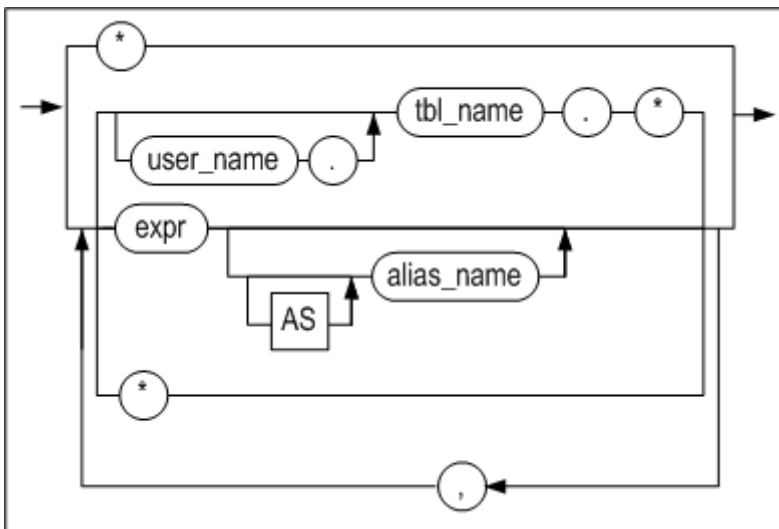 *
tbl_name . *
user_name .
expr
alias_name
AS
*
,